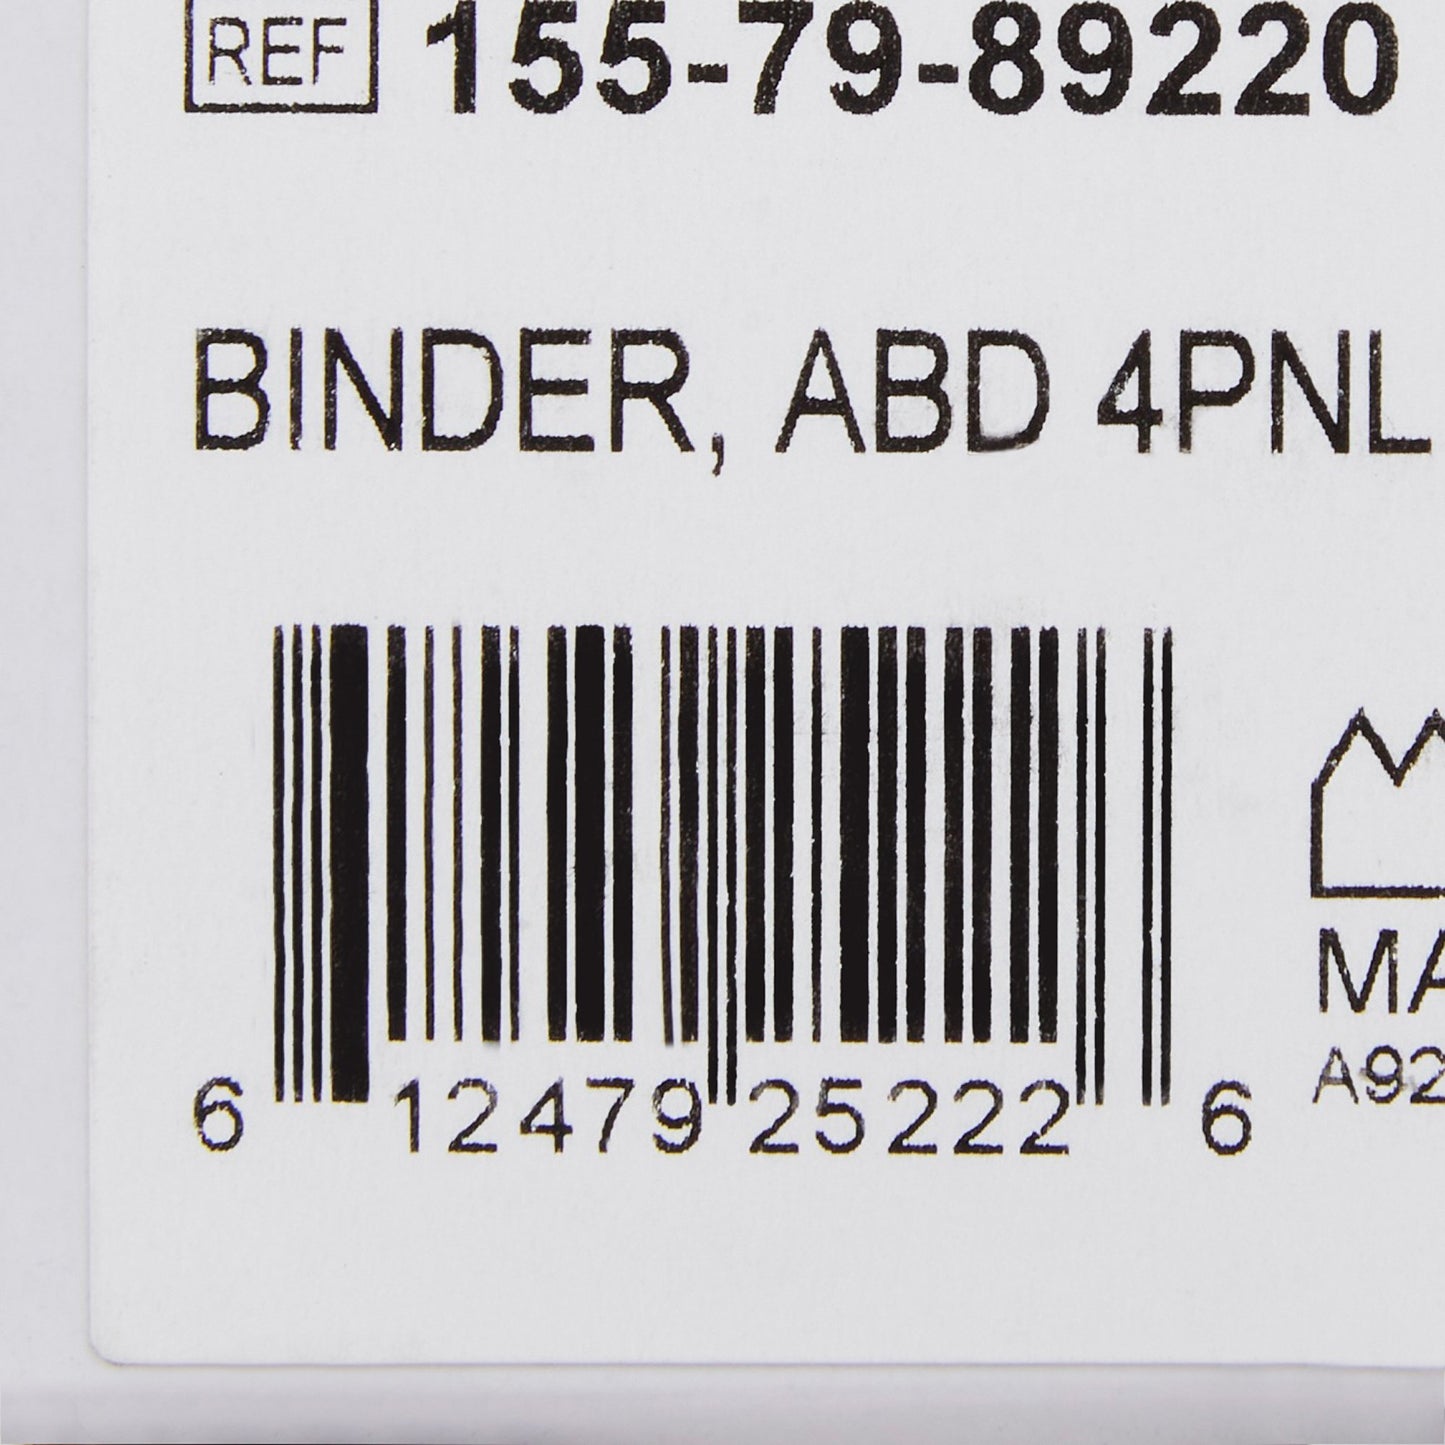 REF 155-79-89220
BINDER, ABD 4PNL
6 12479 25222 6
MA
A92